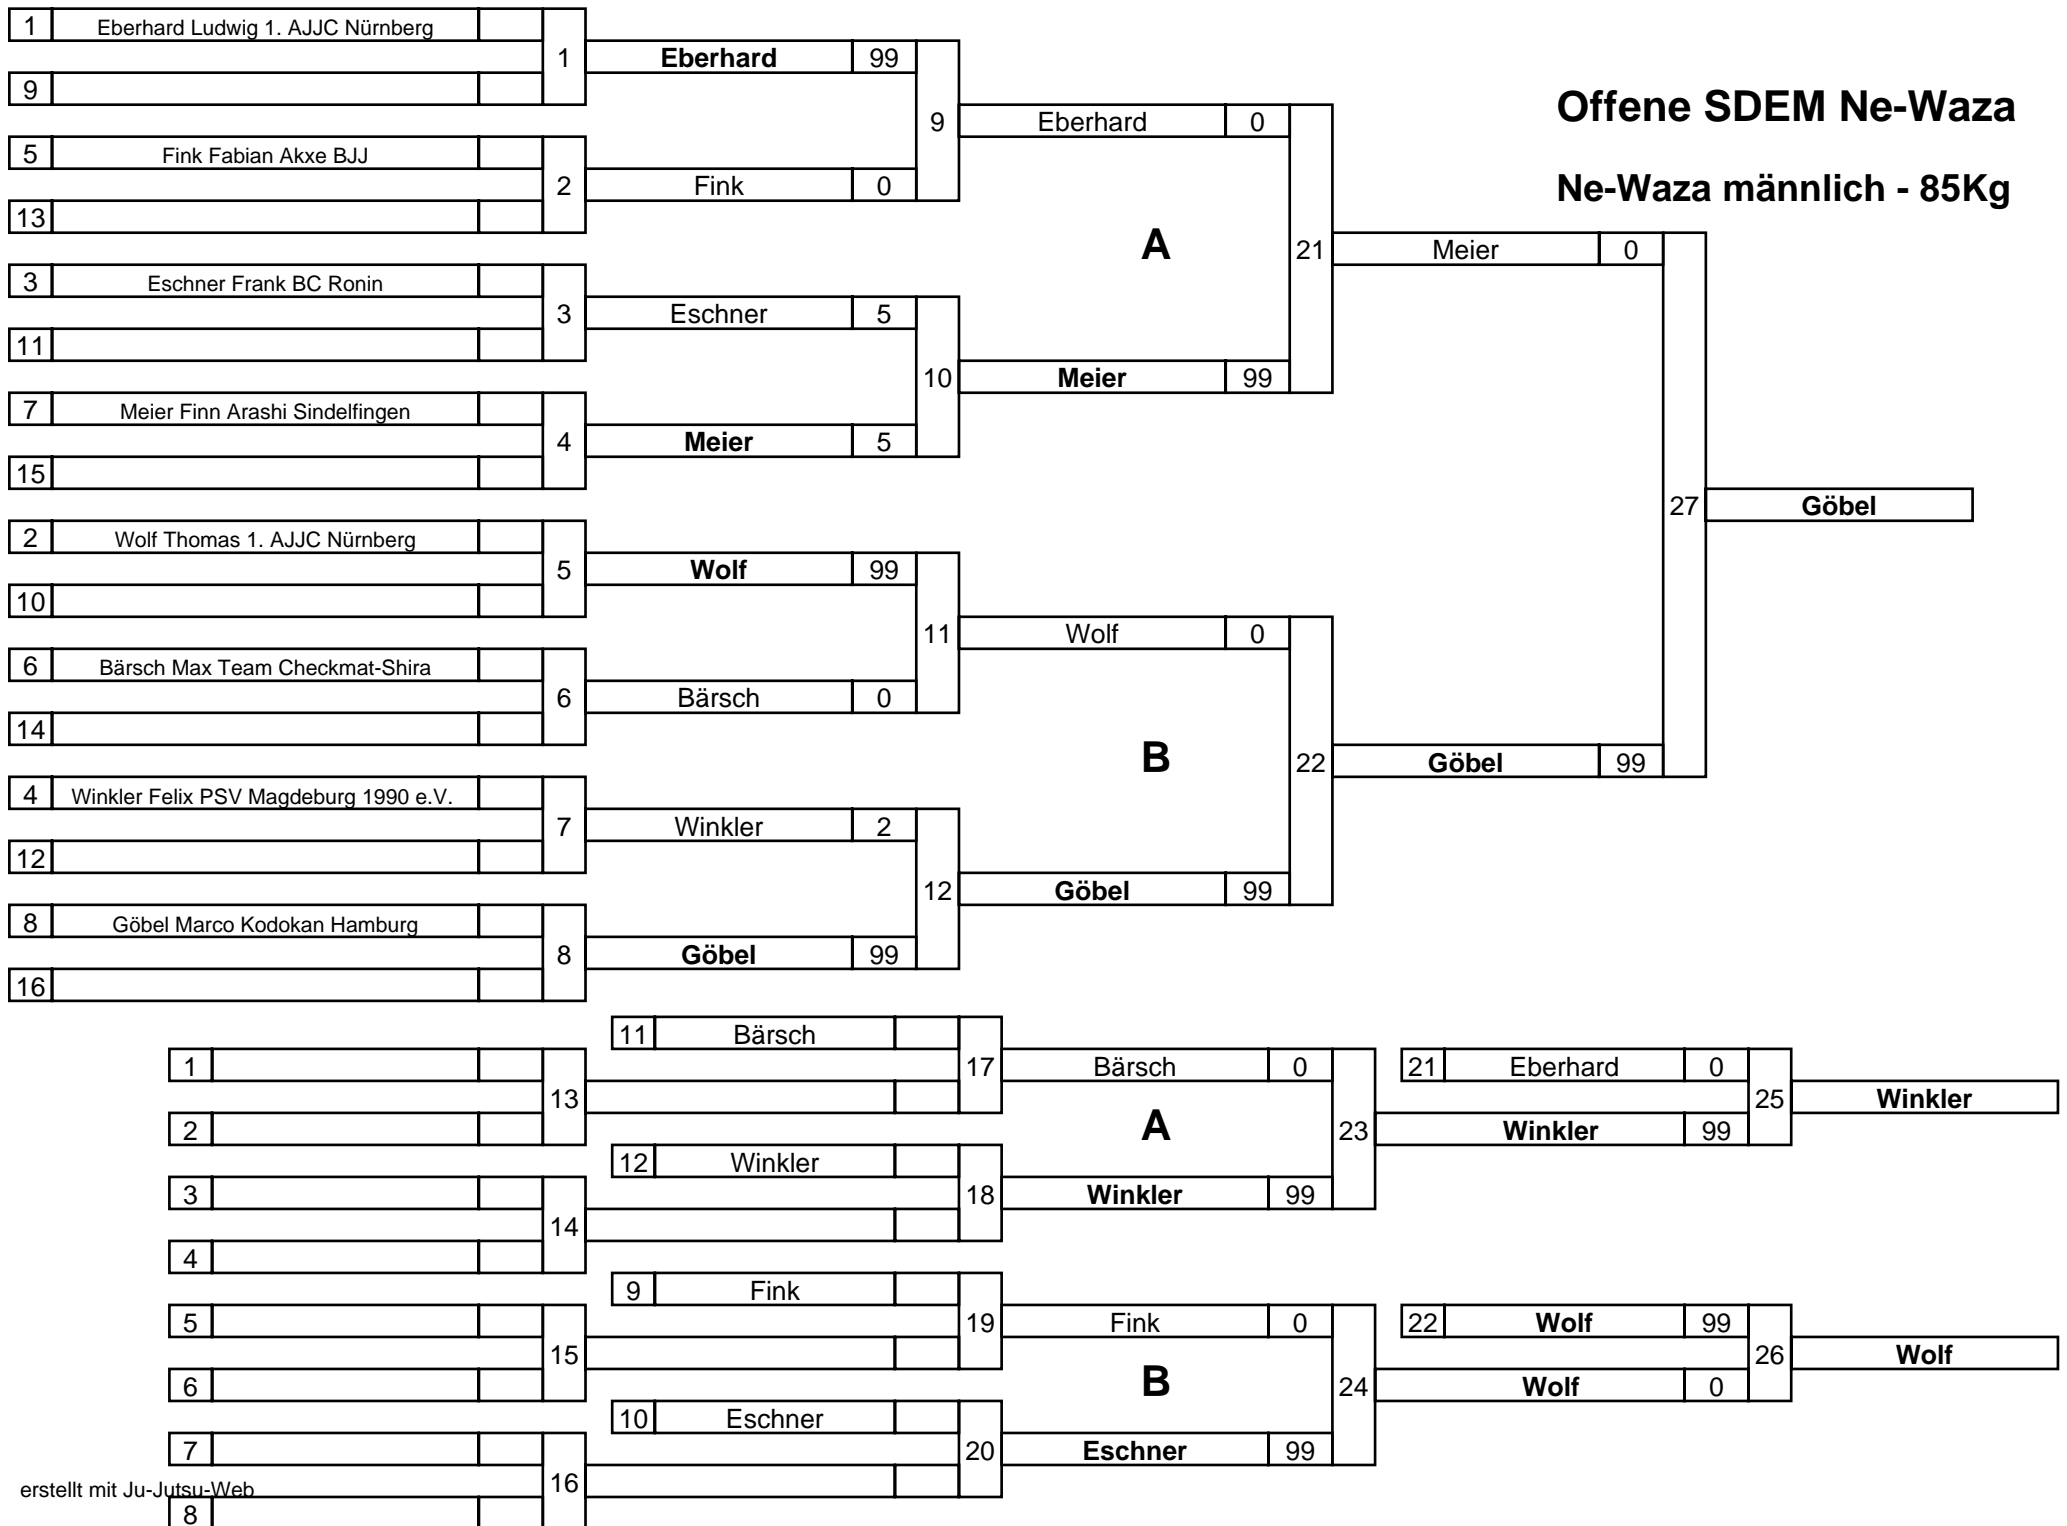 Offene SDEM Ne-Waza
Ne-Waza männlich - 85Kg
1 Eberhard Ludwig 1. AJJC Nürnberg
1
9
Eberhard 99
9
5 Fink Fabian Akxe BJJ
2
13
Fink 0
Eberhard 0
A
21
3 Eschner Frank BC Ronin
3
11
Eschner 5
10
7 Meier Finn Arashi Sindelfingen
4
15
Meier 5
Meier 99
Meier 0
27
Göbel
2 Wolf Thomas 1. AJJC Nürnberg
5
10
Wolf 99
11
6 Bärsch Max Team Checkmat-Shira
6
14
Bärsch 0
Wolf 0
B
22
4 Winkler Felix PSV Magdeburg 1990 e.V.
7
12
Winkler 2
12
8 Göbel Marco Kodokan Hamburg
8
16
Göbel 99
Göbel 99
Göbel 99
11 Bärsch
17
1
13
2
Bärsch 0
A
23
12 Winkler
18
3
14
4
Winkler 99
21 Eberhard 0
25
Winkler 99
Winkler
9 Fink
19
5
15
6
Fink 0
B
24
10 Eschner
20
7
16
8
Eschner 99
22 Wolf 99
26
Wolf 0
Wolf
erstellt mit Ju-Jutsu-Web